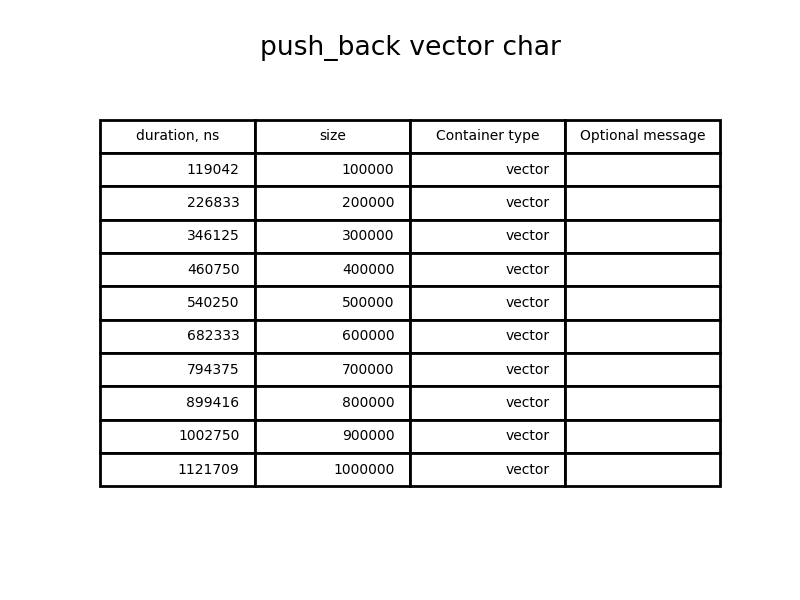 push_back vector char
duration, ns size Container type Optional message
119042 100000 vector
226833 200000 vector
346125 300000 vector
460750 400000 vector
540250 500000 vector
682333 600000 vector
794375 700000 vector
899416 800000 vector
1002750 900000 vector
1121709 1000000 vector